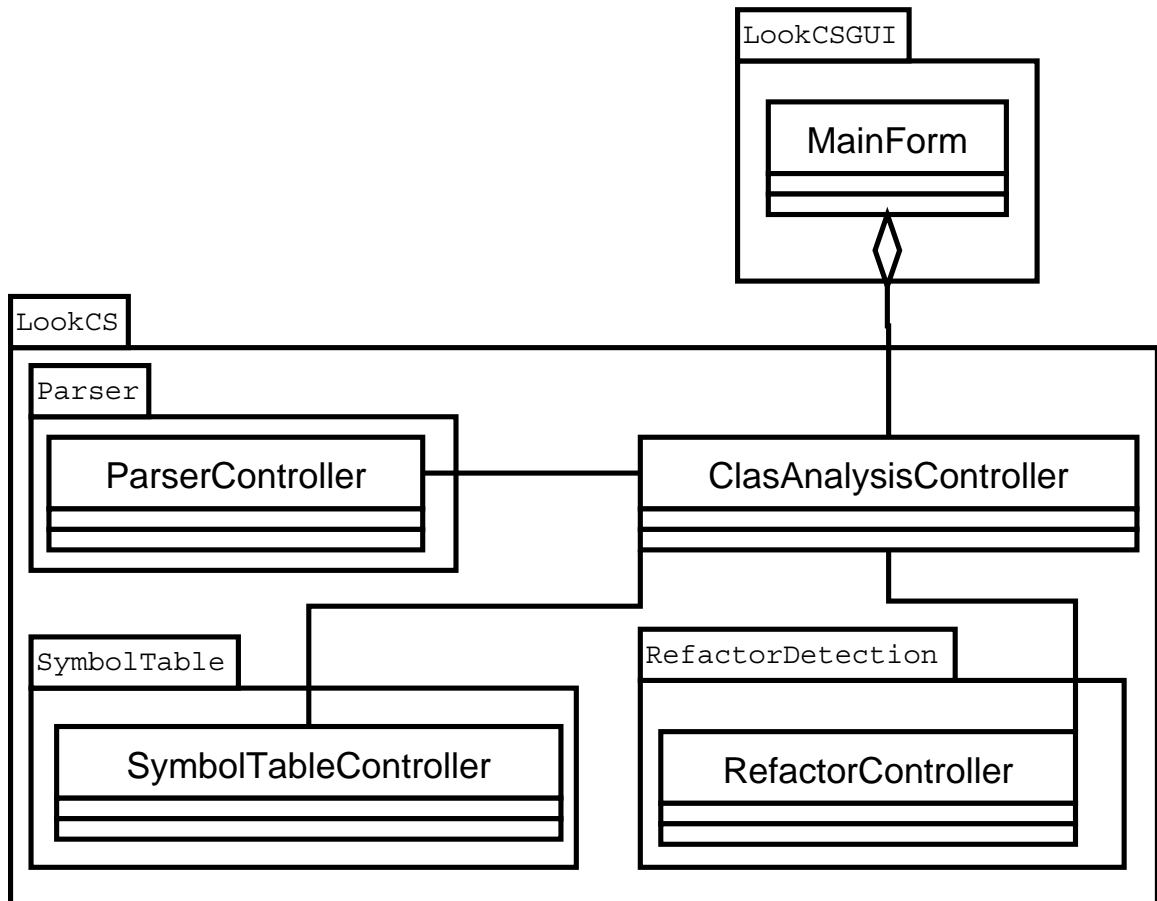 LookCSGUI
MainForm
LookCS
Parser
ParserController
ClasAnalysisController
SymbolTable
RefactorDetection
SymbolTableController
RefactorController